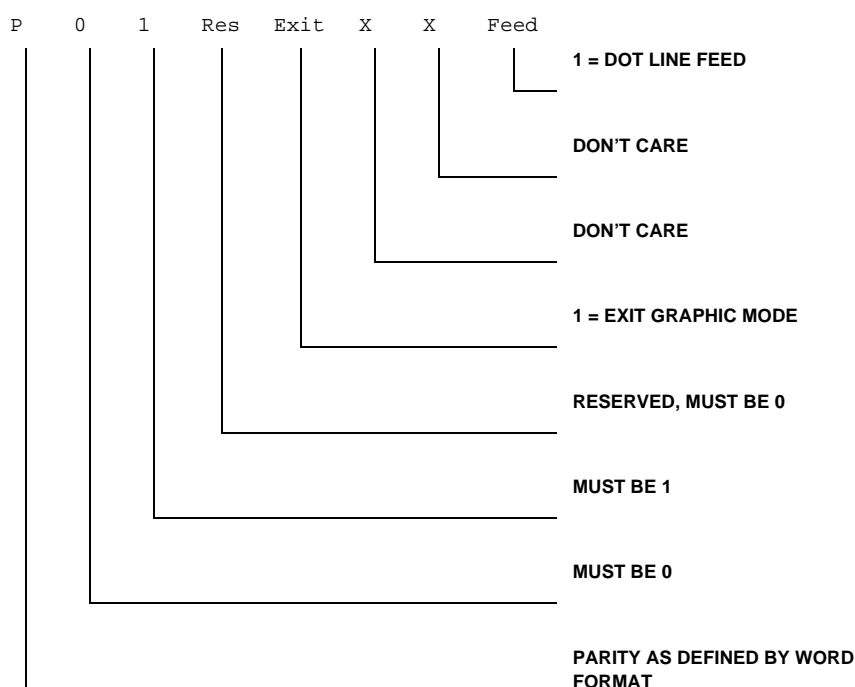 P 0 1 Res Exit X X Feed
1 = DOT LINE FEED
DON'T CARE
DON'T CARE
1 = EXIT GRAPHIC MODE
RESERVED, MUST BE 0
MUST BE 1
MUST BE 0
PARITY AS DEFINED BY WORD
FORMAT